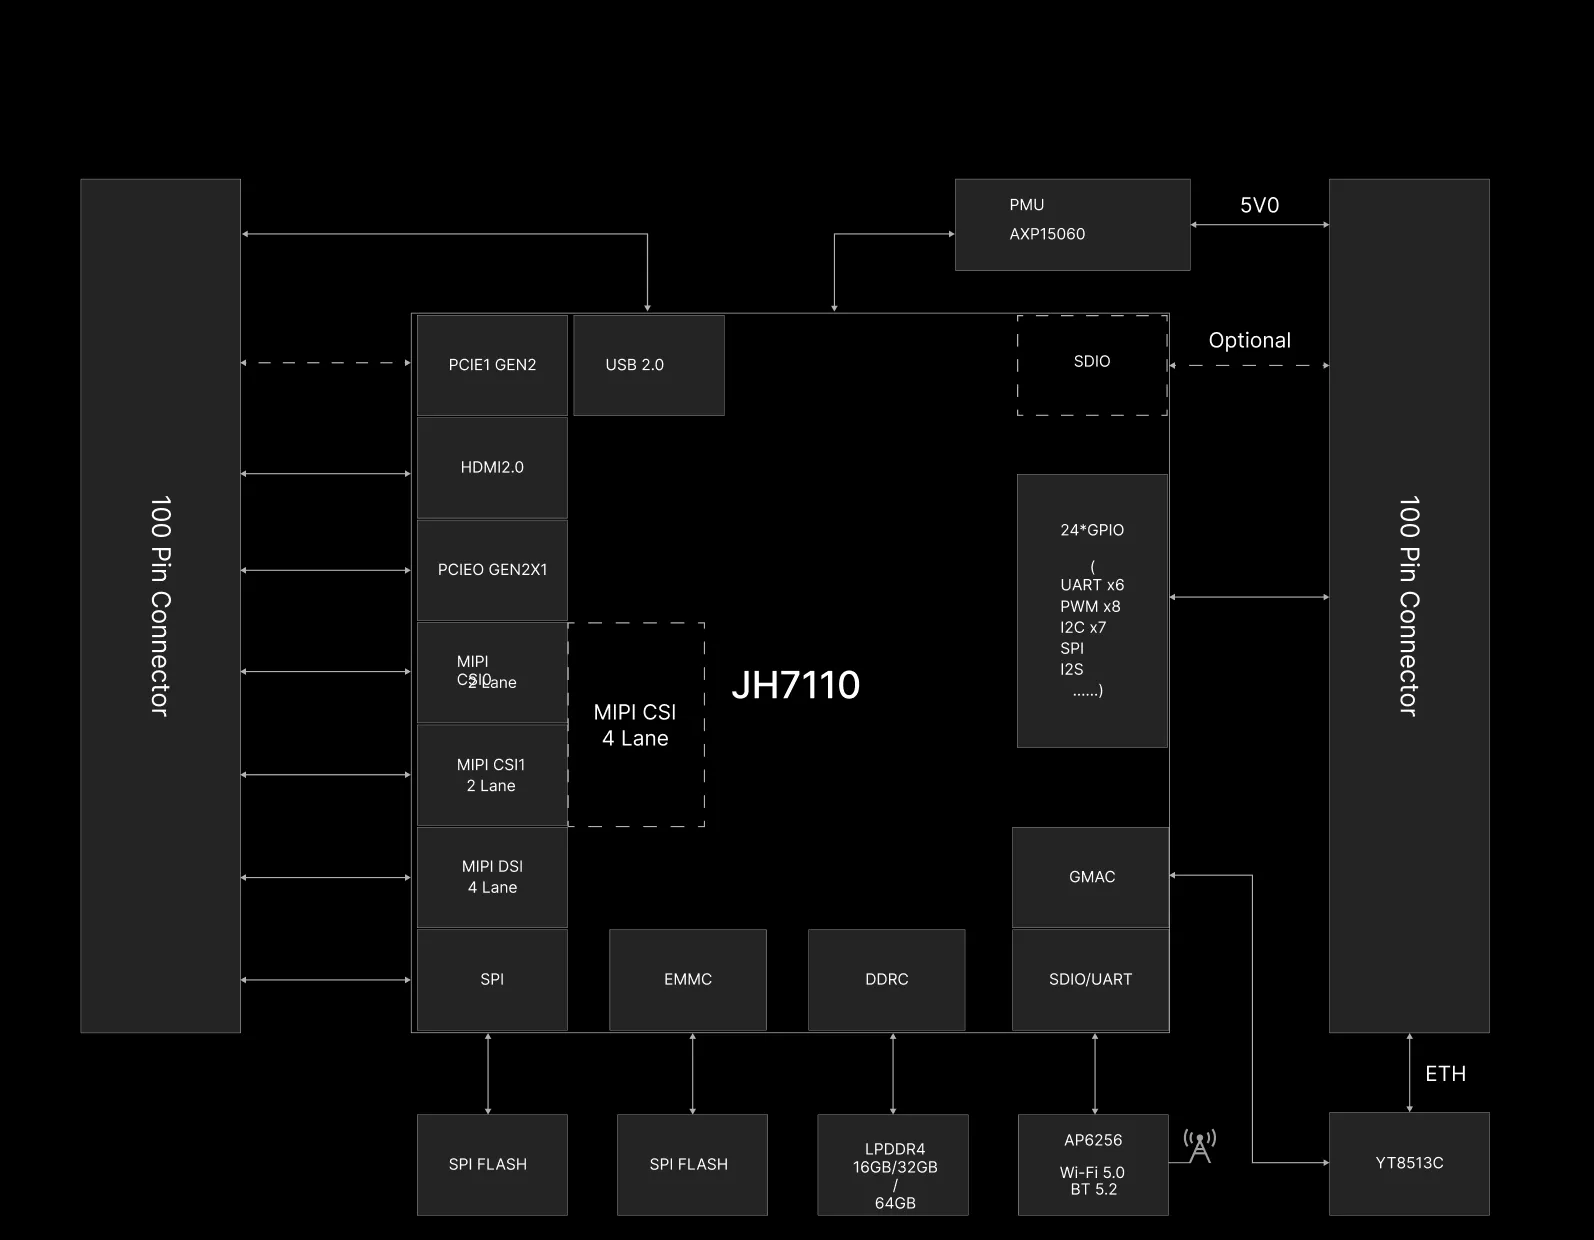 PMU
AXP15060
5V0
100 Pin Connector
PCIE1 GEN2
USB 2.0
SDIO
Optional
HDMI2.0
PCIEO GEN2X1
MIPI
CSI0
2 Lane
MIPI CSI
4 Lane
JH7110
24*GPIO
(
UART x6
PWM x8
I2C x7
SPI
I2S
......)
100 Pin Connector
MIPI CSI1
2 Lane
MIPI DSI
4 Lane
GMAC
SPI
EMMC
DDRC
SDIO/UART
ETH
SPI FLASH
SPI FLASH
LPDDR4
16GB/32GB
/
64GB
AP6256
Wi-Fi 5.0
BT 5.2
YT8513C